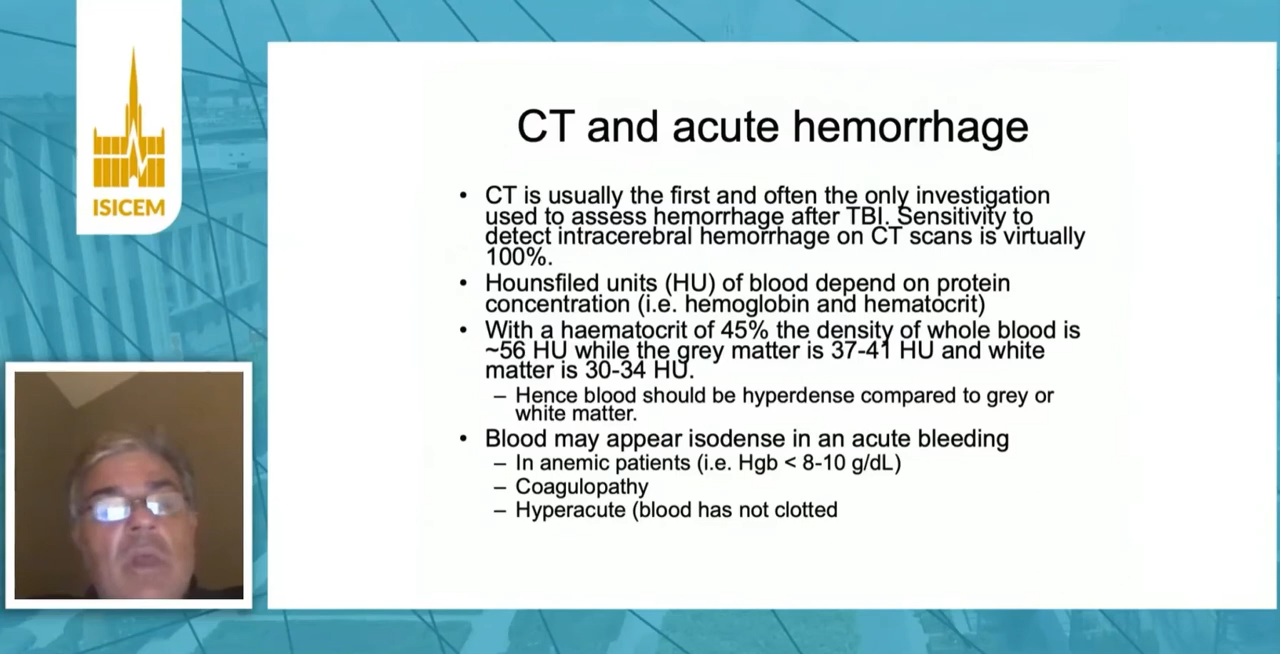 ISICEM
CT and acute hemorrhage
• CT is usually the first and often the only investigation
used to assess hemorrhage after TBI. Sensitivity to
detect intracerebral hemorrhage on CT scans is virtually
100%.
• Hounsfiled units (HU) of blood depend on protein
concentration (i.e. hemoglobin and hematocrit)
• With a haematocrit of 45% the density of whole blood is
~56 HU while the grey matter is 37-41 HU and white
matter is 30-34 HU.
– Hence blood should be hyperdense compared to grey or
white matter.
• Blood may appear isodense in an acute bleeding
– In anemic patients (i.e. Hgb < 8-10 g/dL)
– Coagulopathy
– Hyperacute (blood has not clotted